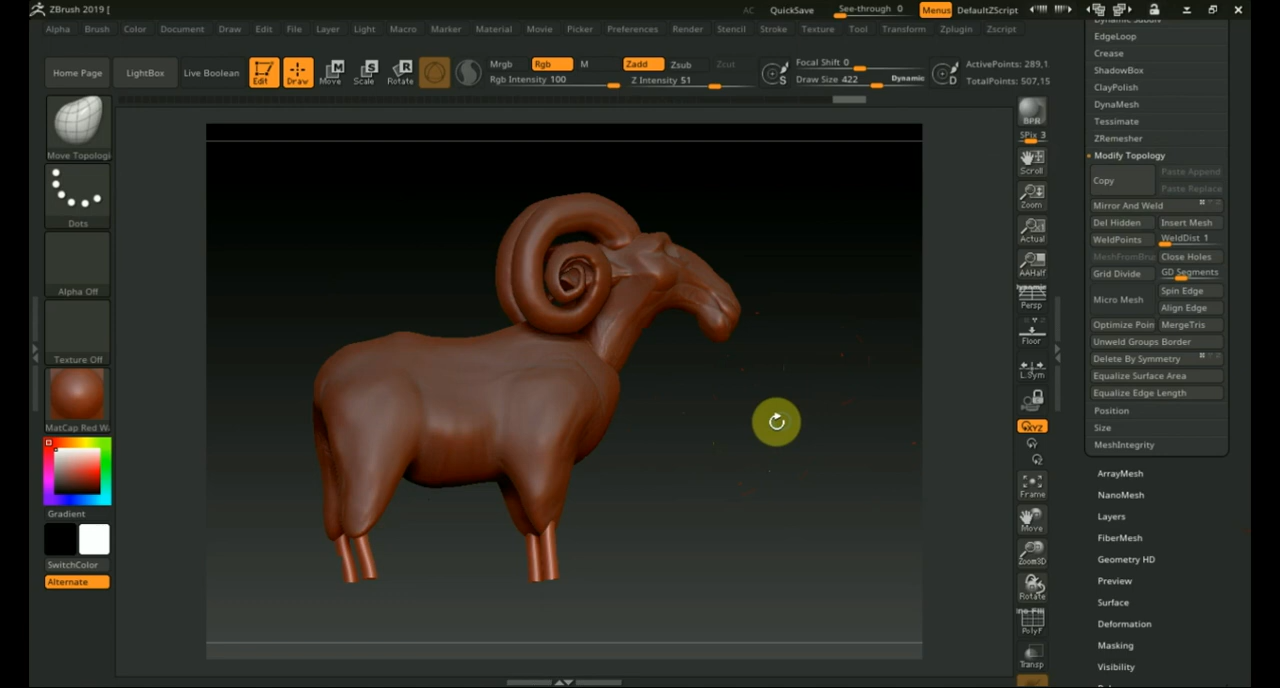 ZBrush 2019 [
AC QuickSave See-through 0 Menus DefaultZScript
Alpha Brush Color Document Draw Edit File Layer Light Macro Marker Material Movie Picker Preferences Render Stencil Stroke Texture Tool Transform Zplugin Zscript
Home Page LightBox Live Boolean Edit Draw Move Scale Rotate
Mrgb Rgb M Zadd Zsub Zcut
Rgb Intensity 100 Z Intensity 51
Focal Shift 0
Draw Size 422 Dynamic
ActivePoints: 289,1
TotalPoints: 507,15
Move Topologi
Dots
Alpha Off
Texture Off
MatCap Red W
Gradient
SwitchColor
Alternate
BPR
SPix 3
Scroll
Zoom
Actual
AAHalf
Dynamic
Persp
Floor
L.Sym
XYZ
Frame
Move
Zoom3D
Rotate
PolyF
Transp
Dynamic Subdiv
EdgeLoop
Crease
ShadowBox
ClayPolish
DynaMesh
Tessimate
ZRemesher
Modify Topology
Copy Paste Append
Paste Replace
Mirror And Weld
Del Hidden Insert Mesh
WeldPoints WeldDist 1
MeshFromBru Close Holes
Grid Divide GD Segments
Micro Mesh Spin Edge
Align Edge
Optimize Poin MergeTris
Unweld Groups Border
Delete By Symmetry
Equalize Surface Area
Equalize Edge Length
Position
Size
MeshIntegrity
ArrayMesh
NanoMesh
Layers
FiberMesh
Geometry HD
Preview
Surface
Deformation
Masking
Visibility